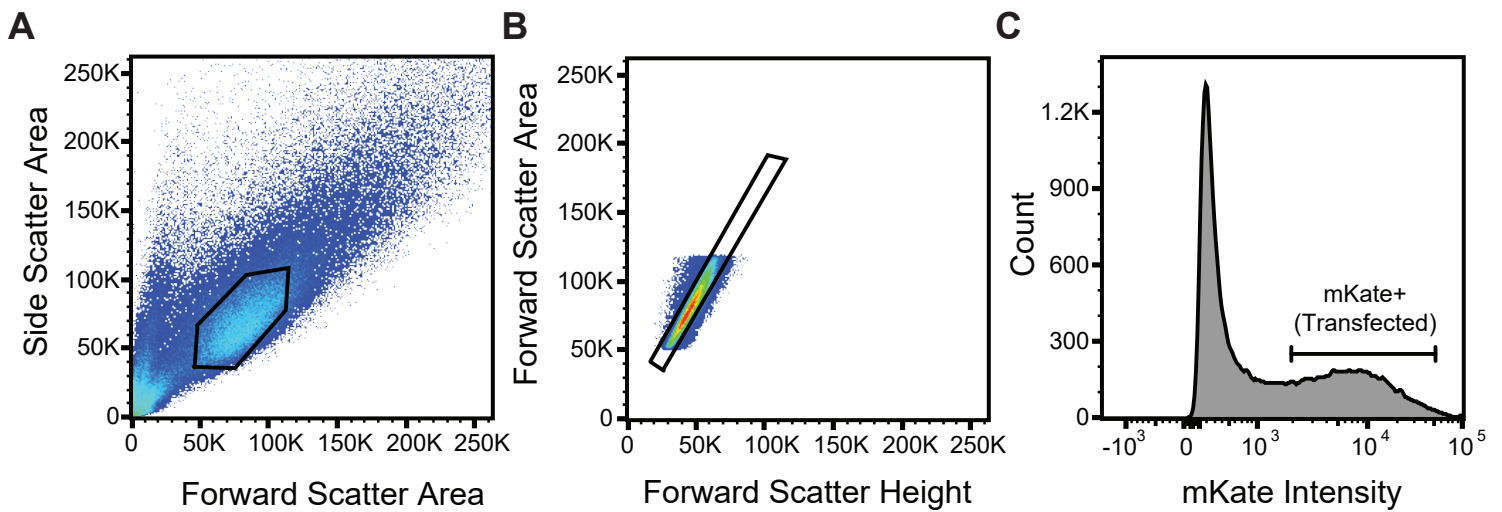 A
Side Scatter Area
250K
200K
150K
100K
50K
0
0 50K 100K 150K 200K 250K
Forward Scatter Area
B
Forward Scatter Area
250K
200K
150K
100K
50K
0
0 50K 100K 150K 200K 250K
Forward Scatter Height
C
Count
1.2K
900
600
300
0
mKate+
(Transfected)
-10³ 0 10³ 10⁴ 10⁵
mKate Intensity